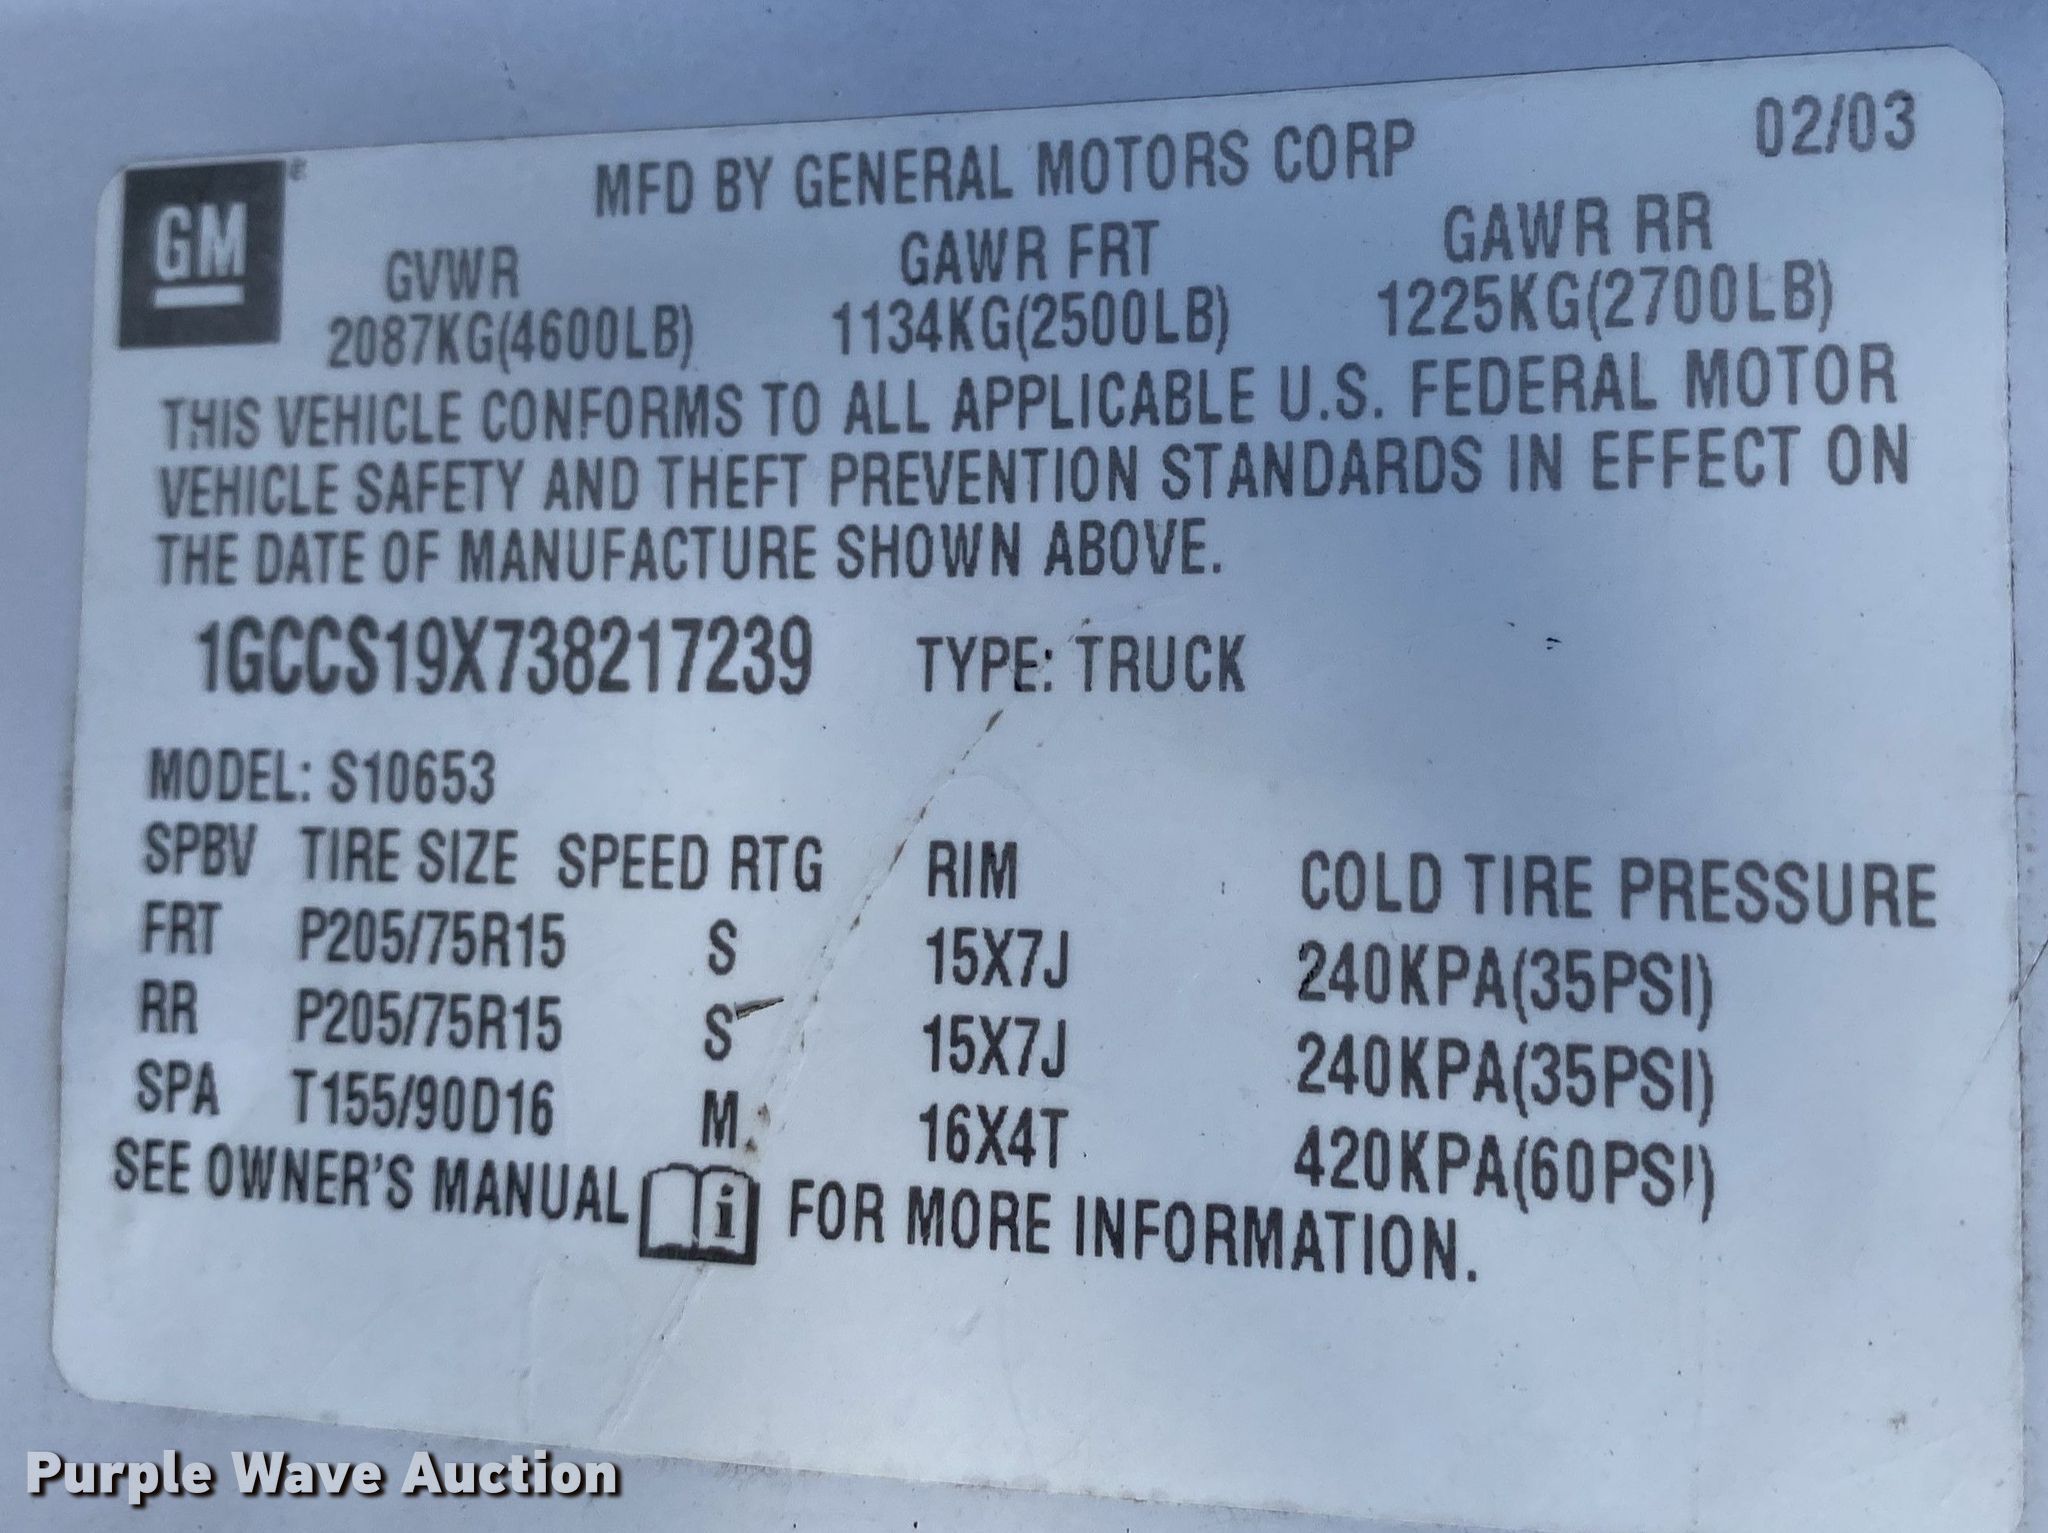 02/03
GM®
MFD BY GENERAL MOTORS CORP
GVWR GAWR FRT GAWR RR
2087KG(4600LB) 1134KG(2500LB) 1225KG(2700LB)
THIS VEHICLE CONFORMS TO ALL APPLICABLE U.S. FEDERAL MOTOR
VEHICLE SAFETY AND THEFT PREVENTION STANDARDS IN EFFECT ON
THE DATE OF MANUFACTURE SHOWN ABOVE.
1GCCS19X738217239 TYPE: TRUCK
MODEL: S10653
SPBV TIRE SIZE SPEED RTG RIM COLD TIRE PRESSURE
FRT P205/75R15 S 15X7J 240KPA(35PSI)
RR P205/75R15 S 15X7J 240KPA(35PSI)
SPA T155/90D16 M 16X4T 420KPA(60PSI)
SEE OWNER'S MANUAL i FOR MORE INFORMATION.
Purple Wave Auction